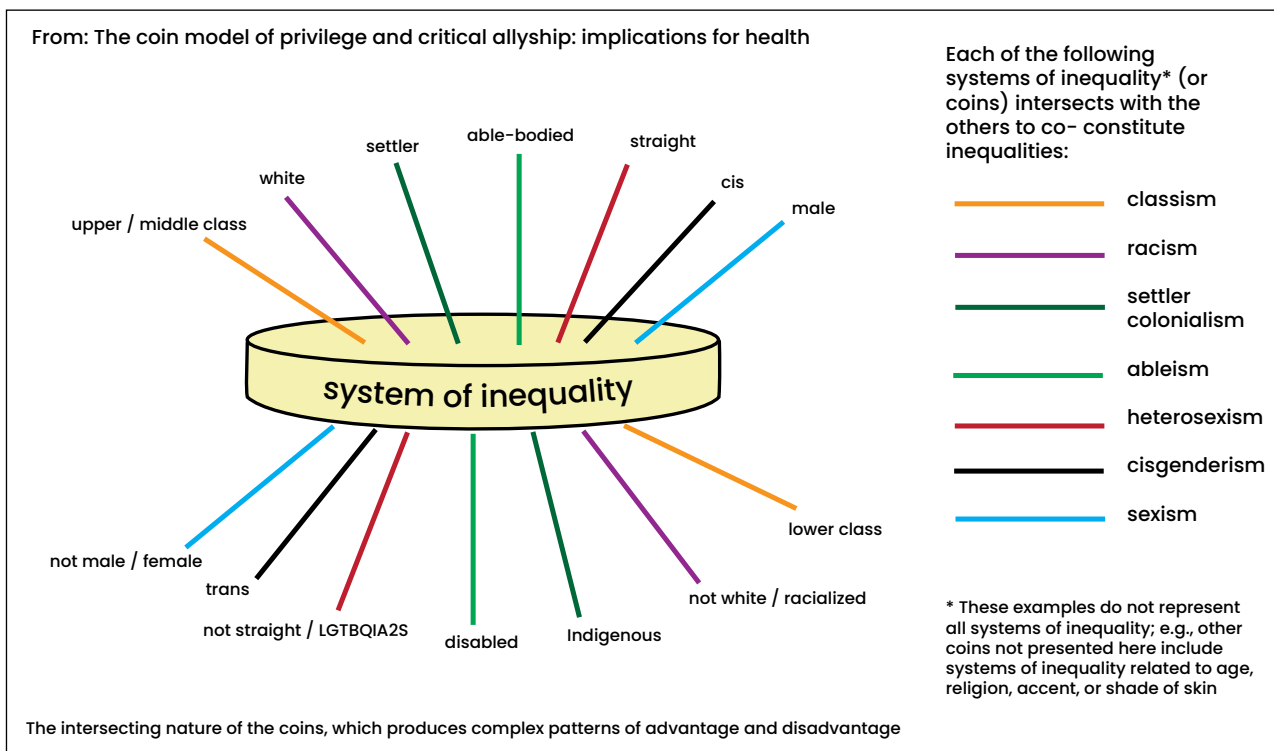 From: The coin model of privilege and critical allyship: implications for health
able-bodied
settler
straight
white
cis
upper / middle class
male
system of inequality
not male / female
trans
not straight / LGTBQIA2S
disabled
Indigenous
not white / racialized
lower class
Each of the following
systems of inequality* (or
coins) intersects with the
others to co- constitute
inequalities:
classism
racism
settler
colonialism
ableism
heterosexism
cisgenderism
sexism
* These examples do not represent
all systems of inequality; e.g., other
coins not presented here include
systems of inequality related to age,
religion, accent, or shade of skin
The intersecting nature of the coins, which produces complex patterns of advantage and disadvantage